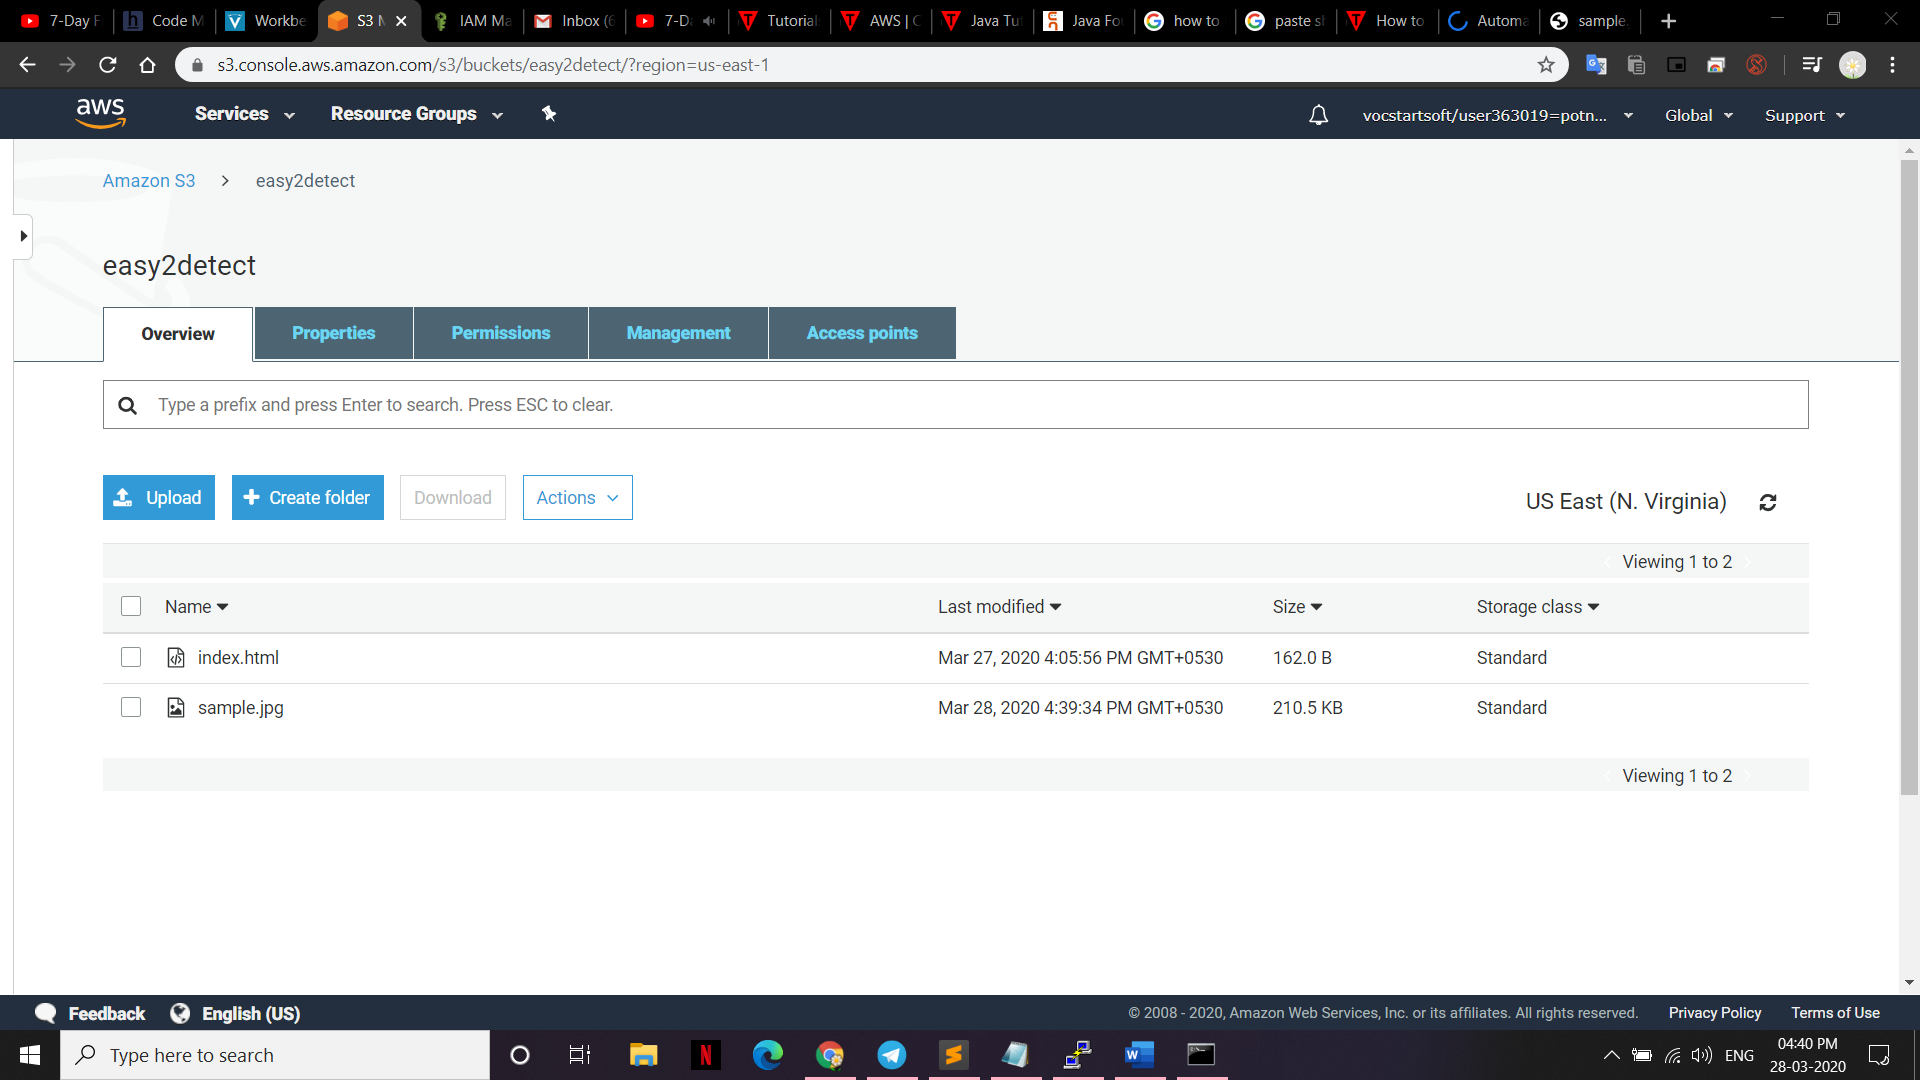 7-Day F
Code M
Workbe
S3 M
IAM Ma
Inbox (6
7-Da
Tutorial
AWS | C
Java Tu
Java Fo
how to
paste s
How to
Automa
sample.
s3.console.aws.amazon.com/s3/buckets/easy2detect/?region=us-east-1
aws
Services
Resource Groups
vocstartsoft/user363019=potn...
Global
Support
Amazon S3 > easy2detect
easy2detect
Overview
Properties
Permissions
Management
Access points
Type a prefix and press Enter to search. Press ESC to clear.
Upload
+ Create folder
Download
Actions
US East (N. Virginia)
Viewing 1 to 2
Name Last modified Size Storage class
index.html Mar 27, 2020 4:05:56 PM GMT+0530 162.0 B Standard
sample.jpg Mar 28, 2020 4:39:34 PM GMT+0530 210.5 KB Standard
Viewing 1 to 2
Feedback
English (US)
© 2008 - 2020, Amazon Web Services, Inc. or its affiliates. All rights reserved.
Privacy Policy
Terms of Use
Type here to search
ENG
04:40 PM
28-03-2020